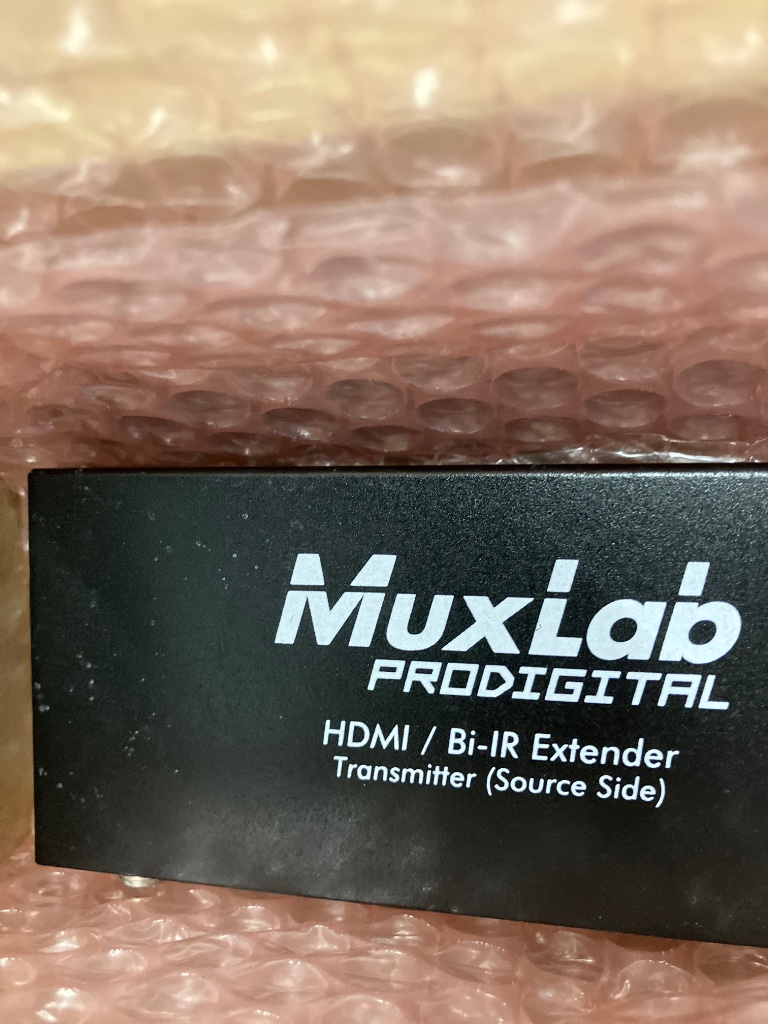 MuxLab
PRODIGITAL
HDMI / Bi-IR Extender
Transmitter (Source Side)